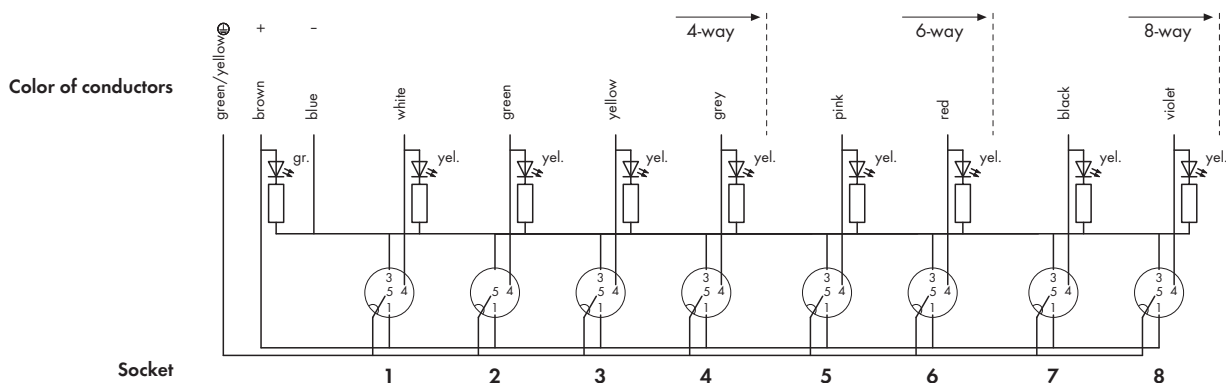 + −
4-way 6-way 8-way
Color of conductors green/yellow brown blue white green yellow grey pink red black violet
gr. yel. yel. yel. yel. yel. yel. yel. yel.
3 3 3 3 3 3 3
5 4 5 4 5 4 5 4 5 4 5 4 5 4 5 4
1 1 1 1 1 1 1 1
Socket 1 2 3 4 5 6 7 8